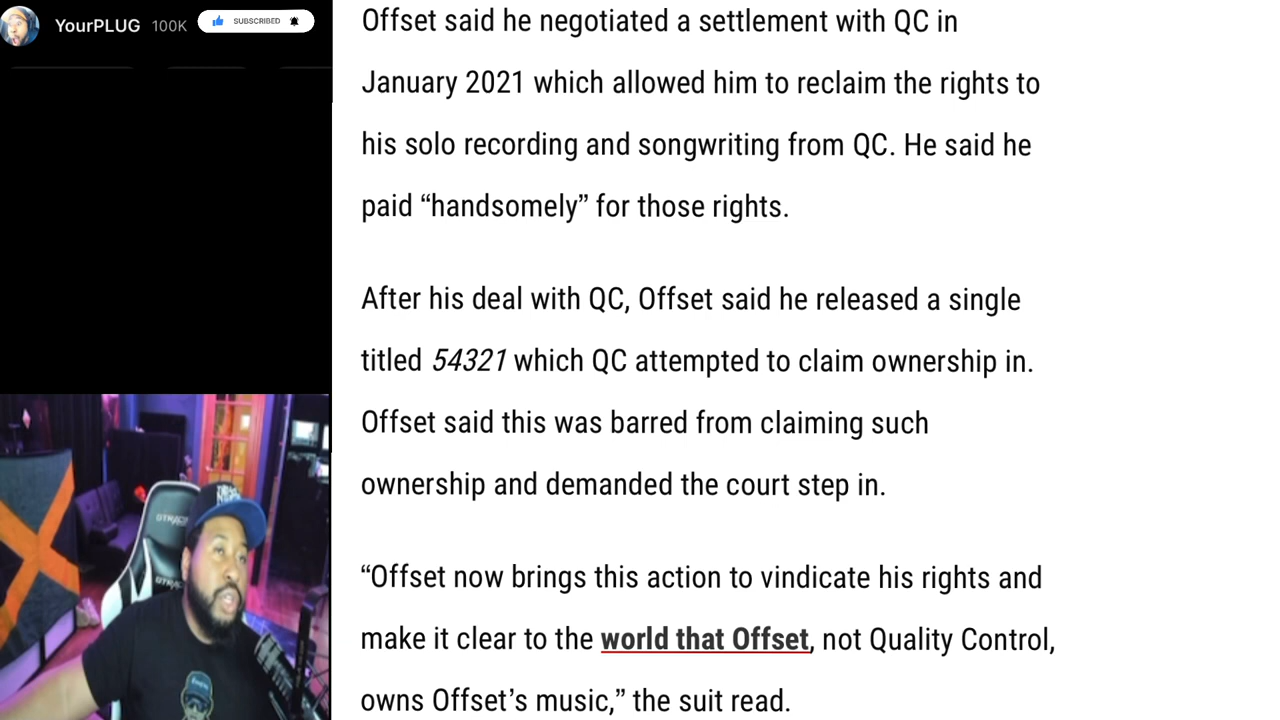 YourPLUG 100K SUBSCRIBED
Offset said he negotiated a settlement with QC in
January 2021 which allowed him to reclaim the rights to
his solo recording and songwriting from QC. He said he
paid “handsomely” for those rights.
After his deal with QC, Offset said he released a single
titled 54321 which QC attempted to claim ownership in.
Offset said this was barred from claiming such
ownership and demanded the court step in.
“Offset now brings this action to vindicate his rights and
make it clear to the world that Offset, not Quality Control,
owns Offset’s music,” the suit read.
GTRACING